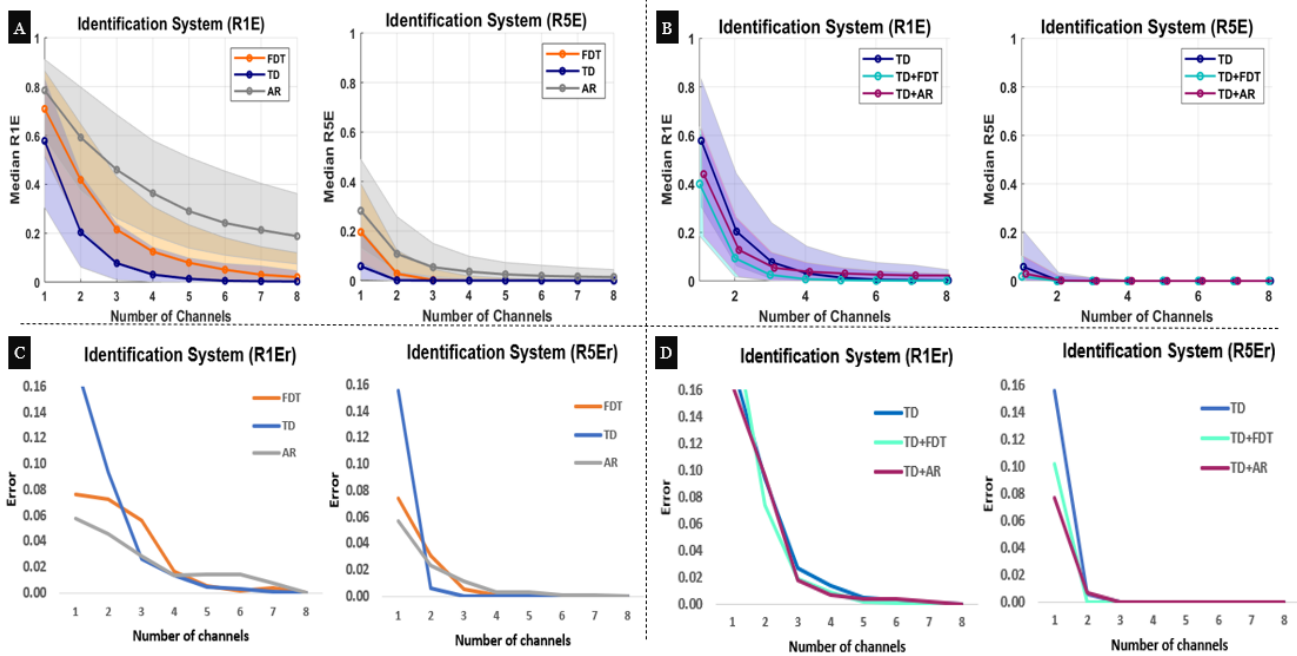 A
Identification System (R1E)
FDT
TD
AR
Median R1E
1
0.8
0.6
0.4
0.2
0
1 2 3 4 5 6 7 8
Number of Channels
Identification System (R5E)
FDT
TD
AR
Median R5E
1
0.8
0.6
0.4
0.2
0
1 2 3 4 5 6 7 8
Number of Channels
B
Identification System (R1E)
TD
TD+FDT
TD+AR
Median R1E
1
0.8
0.6
0.4
0.2
0
2 4 6 8
Number of Channels
Identification System (R5E)
TD
TD+FDT
TD+AR
Median R5E
1
0.8
0.6
0.4
0.2
0
2 4 6 8
Number of Channels
C
Identification System (R1Er)
FDT
TD
AR
Error
0.16
0.14
0.12
0.10
0.08
0.06
0.04
0.02
0.00
1 2 3 4 5 6 7 8
Number of channels
Identification System (R5Er)
FDT
TD
AR
Error
0.16
0.14
0.12
0.10
0.08
0.06
0.04
0.02
0.00
1 2 3 4 5 6 7 8
Number of channels
D
Identification System (R1Er)
TD
TD+FDT
TD+AR
Error
0.16
0.14
0.12
0.10
0.08
0.06
0.04
0.02
0.00
1 2 3 4 5 6 7 8
Number of channels
Identification System (R5Er)
TD
TD+FDT
TD+AR
Error
0.16
0.14
0.12
0.10
0.08
0.06
0.04
0.02
0.00
1 2 3 4 5 6 7 8
Number of channels